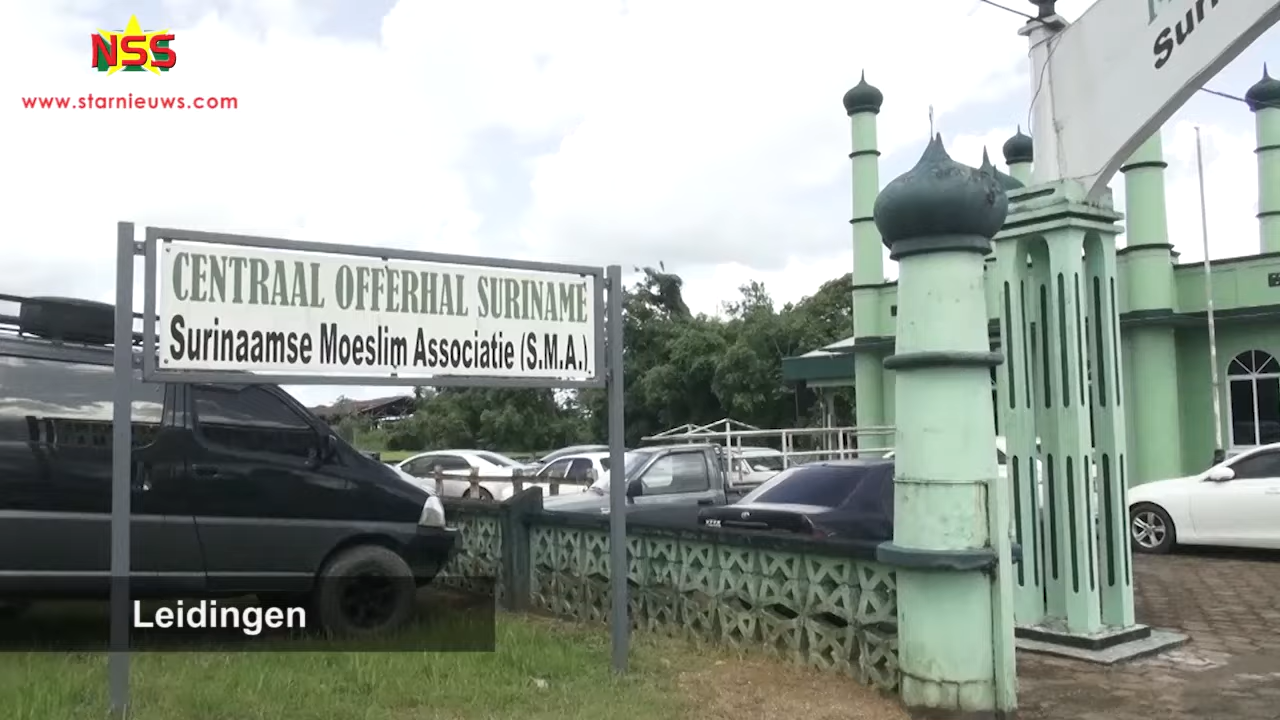 NSS
www.starnieuws.com
CENTRAAL OFFERHAL SURINAME
Surinaamse Moeslim Associatie (S.M.A.)
Leidingen